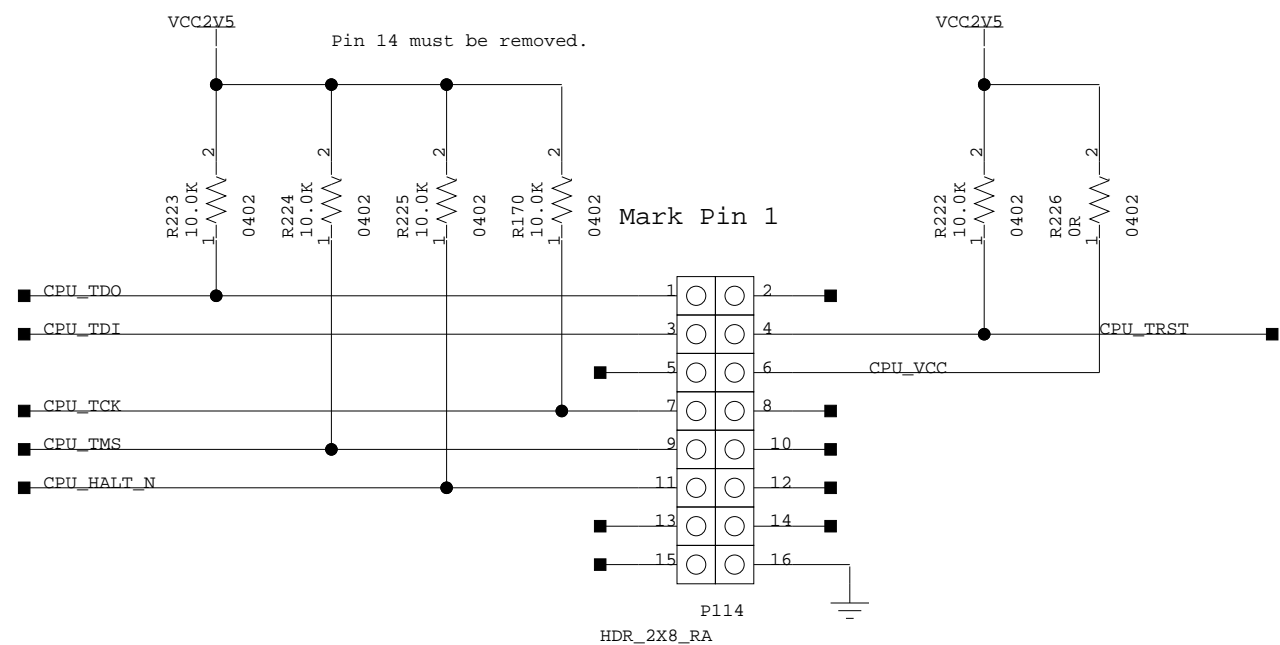 VCC2V5
VCC2V5
Pin 14 must be removed.
2
2
2
2
2
2
R223
10.0K
0402
R224
10.0K
0402
R225
10.0K
0402
R170
10.0K
0402
R222
10.0K
0402
R226
0R
0402
Mark Pin 1
1
1
1
1
1
1
CPU_TDO
1
2
CPU_TDI
3
4
CPU_TRST
5
6
CPU_VCC
CPU_TCK
7
8
CPU_TMS
9
10
CPU_HALT_N
11
12
13
14
15
16
P114
HDR_2X8_RA